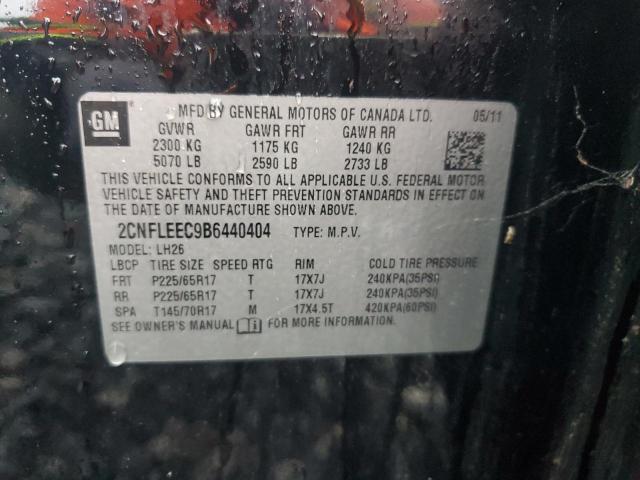 GM
MFD BY GENERAL MOTORS OF CANADA LTD. 05/11
GVWR GAWR FRT GAWR RR
2300 KG 1175 KG 1240 KG
5070 LB 2590 LB 2733 LB
THIS VEHICLE CONFORMS TO ALL APPLICABLE U.S. FEDERAL MOTOR
VEHICLE SAFETY AND THEFT PREVENTION STANDARDS IN EFFECT ON
THE DATE OF MANUFACTURE SHOWN ABOVE.
2CNFLEEC9B6440404 TYPE: M.P.V.
MODEL: LH26
LBCP TIRE SIZE SPEED RTG RIM COLD TIRE PRESSURE
FRT P225/65R17 T 17X7J 240KPA(35PSI)
RR P225/65R17 T 17X7J 240KPA(35PSI)
SPA T145/70R17 M 17X4.5T 420KPA(60PSI)
SEE OWNER'S MANUAL FOR MORE INFORMATION.